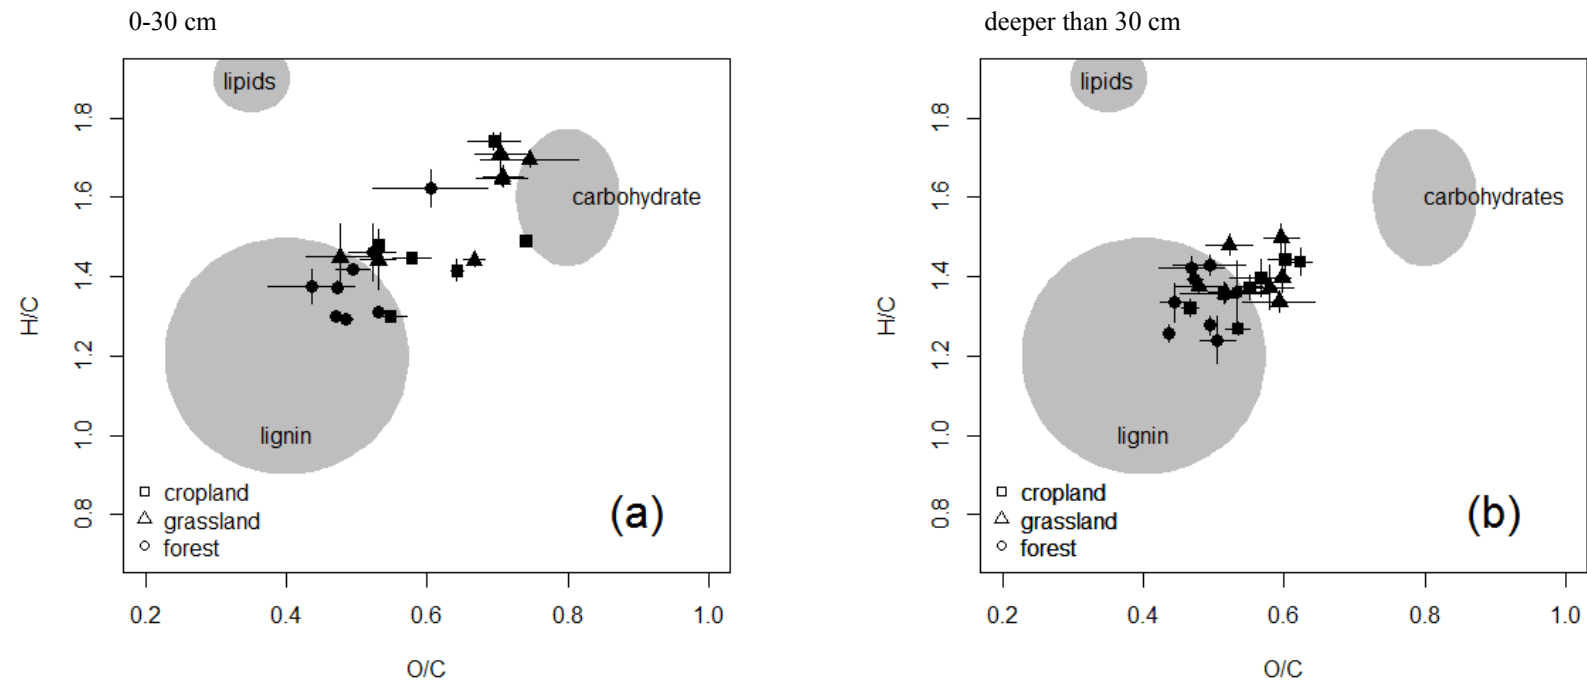 0-30 cm
lipids
carbohydrate
lignin
cropland
grassland
forest
(a)
H/C
0.8
1.0
1.2
1.4
1.6
1.8
0.2
0.4
0.6
0.8
1.0
O/C
deeper than 30 cm
lipids
carbohydrates
lignin
cropland
grassland
forest
(b)
H/C
0.8
1.0
1.2
1.4
1.6
1.8
0.2
0.4
0.6
0.8
1.0
O/C